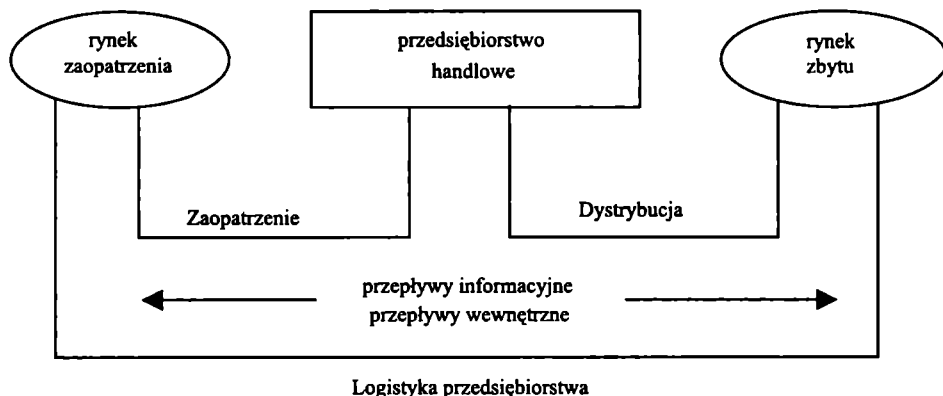 rynek
zaopatrzenia
przedsiębiorstwo
handlowe
rynek
zbytu
Zaopatrzenie
Dystrybucja
przepływy informacyjne
przepływy wewnętrzne
Logistyka przedsiębiorstwa